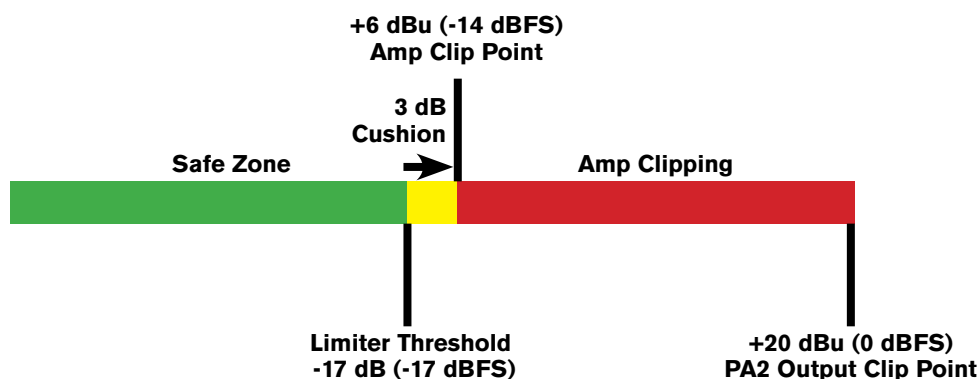 +6 dBu (-14 dBFS)
Amp Clip Point
3 dB
Cushion
Safe Zone
Amp Clipping
Limiter Threshold
-17 dB (-17 dBFS)
+20 dBu (0 dBFS)
PA2 Output Clip Point